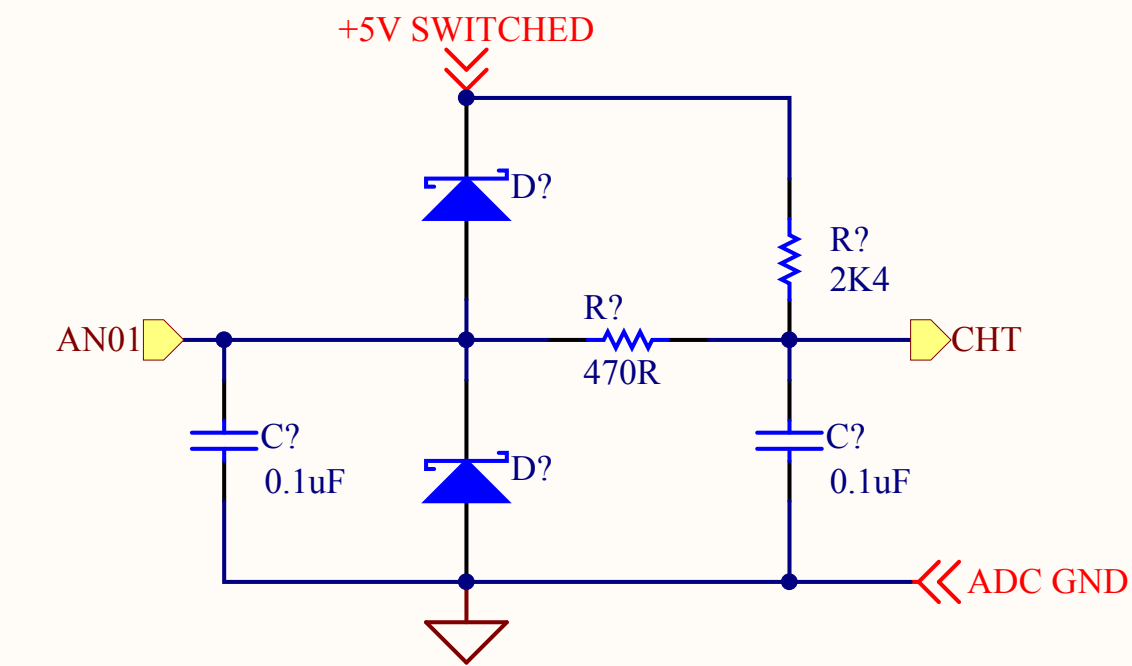 +5V SWITCHED
D?
R?
2K4
R?
470R
AN01
CHT
C?
0.1uF
D?
C?
0.1uF
ADC GND